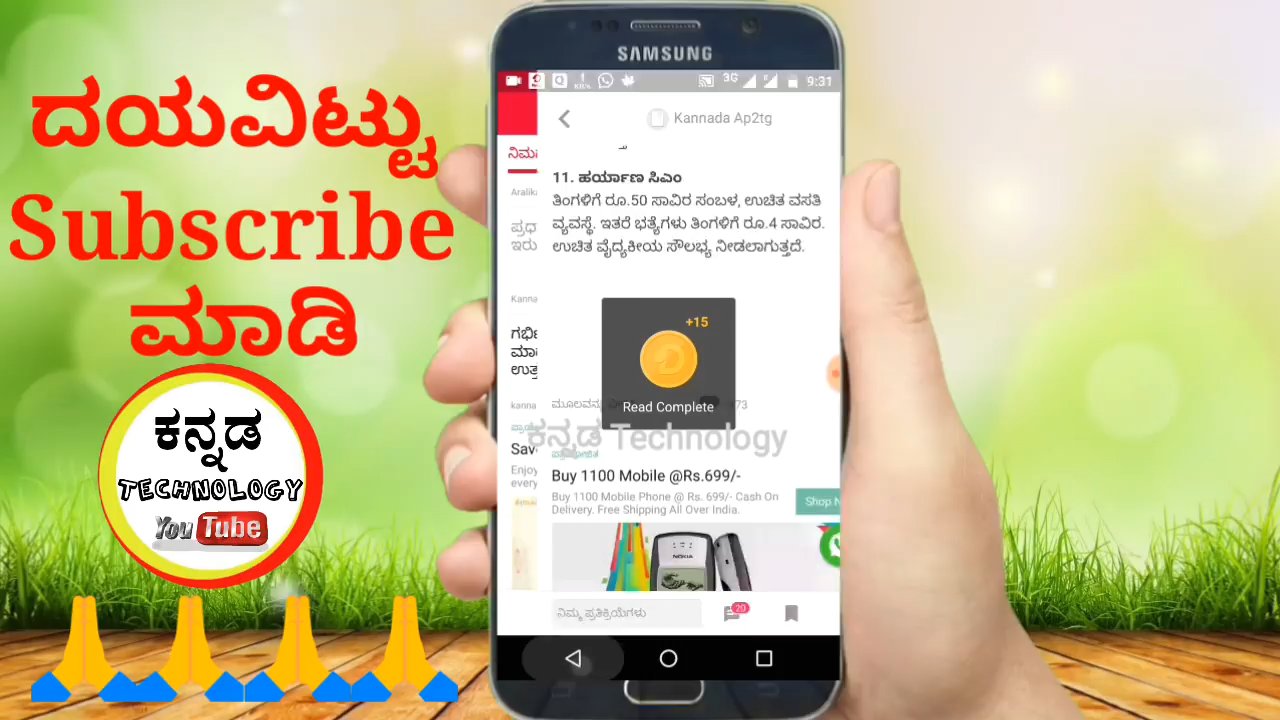 ದಯವಿಟ್ಟು
Subscribe
ಮಾಡಿ
ಕನ್ನಡ
TECHNOLOGY
YouTube
SAMSUNG
3G 9:31
Kannada Ap2tg
11. ಹರ್ಯಾಣ ಸಿಎಂ
ತಿಂಗಳಿಗೆ ರೂ.50 ಸಾವಿರ ಸಂಬಳ, ಉಚಿತ ವಸತಿ
ವ್ಯವಸ್ಥೆ. ಇತರೆ ಭತ್ಯೆಗಳು ತಿಂಗಳಿಗೆ ರೂ.4 ಸಾವಿರ.
ಉಚಿತ ವೈದ್ಯಕೀಯ ಸೌಲಭ್ಯ ನೀಡಲಾಗುತ್ತದೆ.
+15
Read Complete
ಕನ್ನಡ Technology
Buy 1100 Mobile @Rs.699/-
Buy 1100 Mobile Phone @ Rs. 699/- Cash On
Delivery. Free Shipping All Over India.
Shop
NOKIA
ನಿಮ್ಮ ಪ್ರತಿಕ್ರಿಯೆಗಳು
20